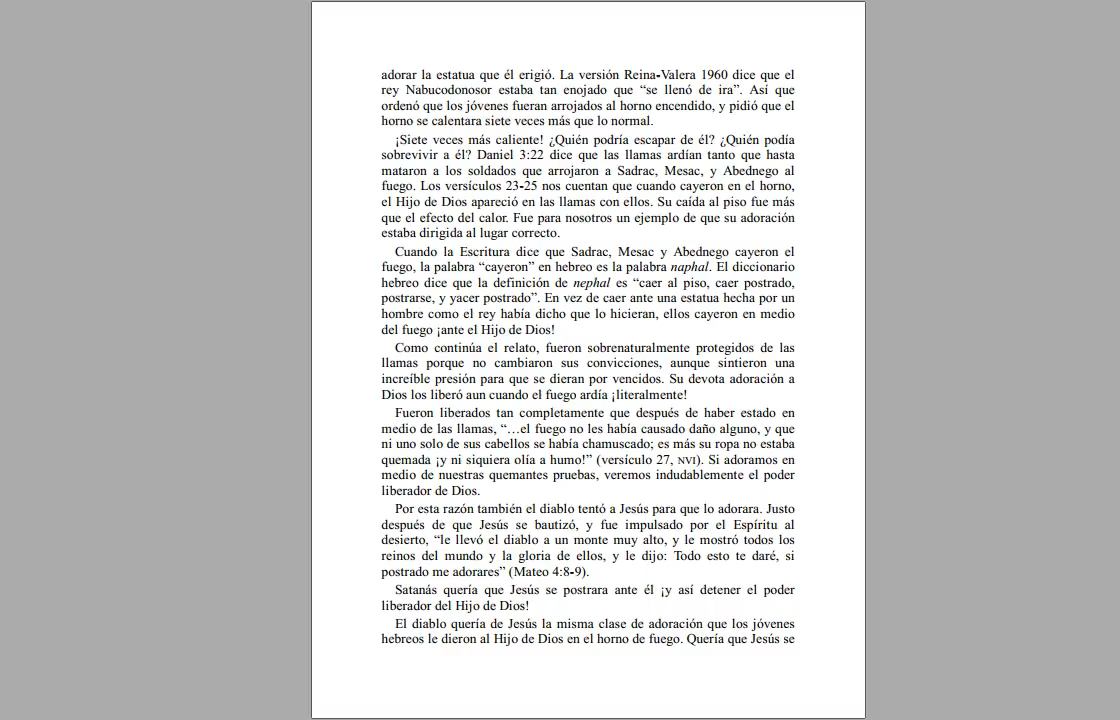 adorar la estatua que él erigió. La versión Reina-Valera 1960 dice que el
rey Nabucodonosor estaba tan enojado que “se llenó de ira”. Así que
ordenó que los jóvenes fueran arrojados al horno encendido, y pidió que el
horno se calentara siete veces más que lo normal.
¡Siete veces más caliente! ¿Quién podría escapar de él? ¿Quién podía
sobrevivir a él? Daniel 3:22 dice que las llamas ardían tanto que hasta
mataron a los soldados que arrojaron a Sadrac, Mesac, y Abednego al
fuego. Los versículos 23-25 nos cuentan que cuando cayeron en el horno,
el Hijo de Dios apareció en las llamas con ellos. Su caída al piso fue más
que el efecto del calor. Fue para nosotros un ejemplo de que su adoración
estaba dirigida al lugar correcto.
Cuando la Escritura dice que Sadrac, Mesac y Abednego cayeron el
fuego, la palabra “cayeron” en hebreo es la palabra naphal. El diccionario
hebreo dice que la definición de nephal es “caer al piso, caer postrado,
postrarse, y yacer postrado”. En vez de caer ante una estatua hecha por un
hombre como el rey había dicho que lo hicieran, ellos cayeron en medio
del fuego ¡ante el Hijo de Dios!
Como continúa el relato, fueron sobrenaturalmente protegidos de las
llamas porque no cambiaron sus convicciones, aunque sintieron una
increíble presión para que se dieran por vencidos. Su devota adoración a
Dios los liberó aun cuando el fuego ardía ¡literalmente!
Fueron liberados tan completamente que después de haber estado en
medio de las llamas, “…el fuego no les había causado daño alguno, y que
ni uno solo de sus cabellos se había chamuscado; es más su ropa no estaba
quemada ¡y ni siquiera olía a humo!” (versículo 27, NVI). Si adoramos en
medio de nuestras quemantes pruebas, veremos indudablemente el poder
liberador de Dios.
Por esta razón también el diablo tentó a Jesús para que lo adorara. Justo
después de que Jesús se bautizó, y fue impulsado por el Espíritu al
desierto, “le llevó el diablo a un monte muy alto, y le mostró todos los
reinos del mundo y la gloria de ellos, y le dijo: Todo esto te daré, si
postrado me adorares” (Mateo 4:8-9).
Satanás quería que Jesús se postrara ante él ¡y así detener el poder
liberador del Hijo de Dios!
El diablo quería de Jesús la misma clase de adoración que los jóvenes
hebreos le dieron al Hijo de Dios en el horno de fuego. Quería que Jesús se